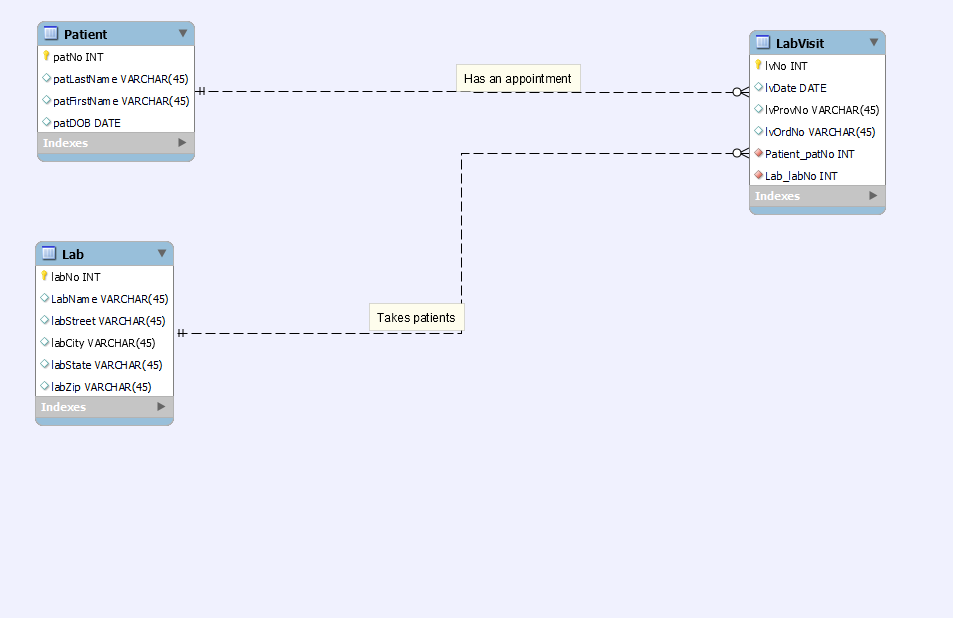 Patient
patNo INT
patLastName VARCHAR(45)
patFirstName VARCHAR(45)
patDOB DATE
Indexes
Has an appointment
LabVisit
lvNo INT
lvDate DATE
lvProvNo VARCHAR(45)
lvOrdNo VARCHAR(45)
Patient_patNo INT
Lab_labNo INT
Indexes
Lab
labNo INT
LabName VARCHAR(45)
labStreet VARCHAR(45)
labCity VARCHAR(45)
labState VARCHAR(45)
labZip VARCHAR(45)
Indexes
Takes patients